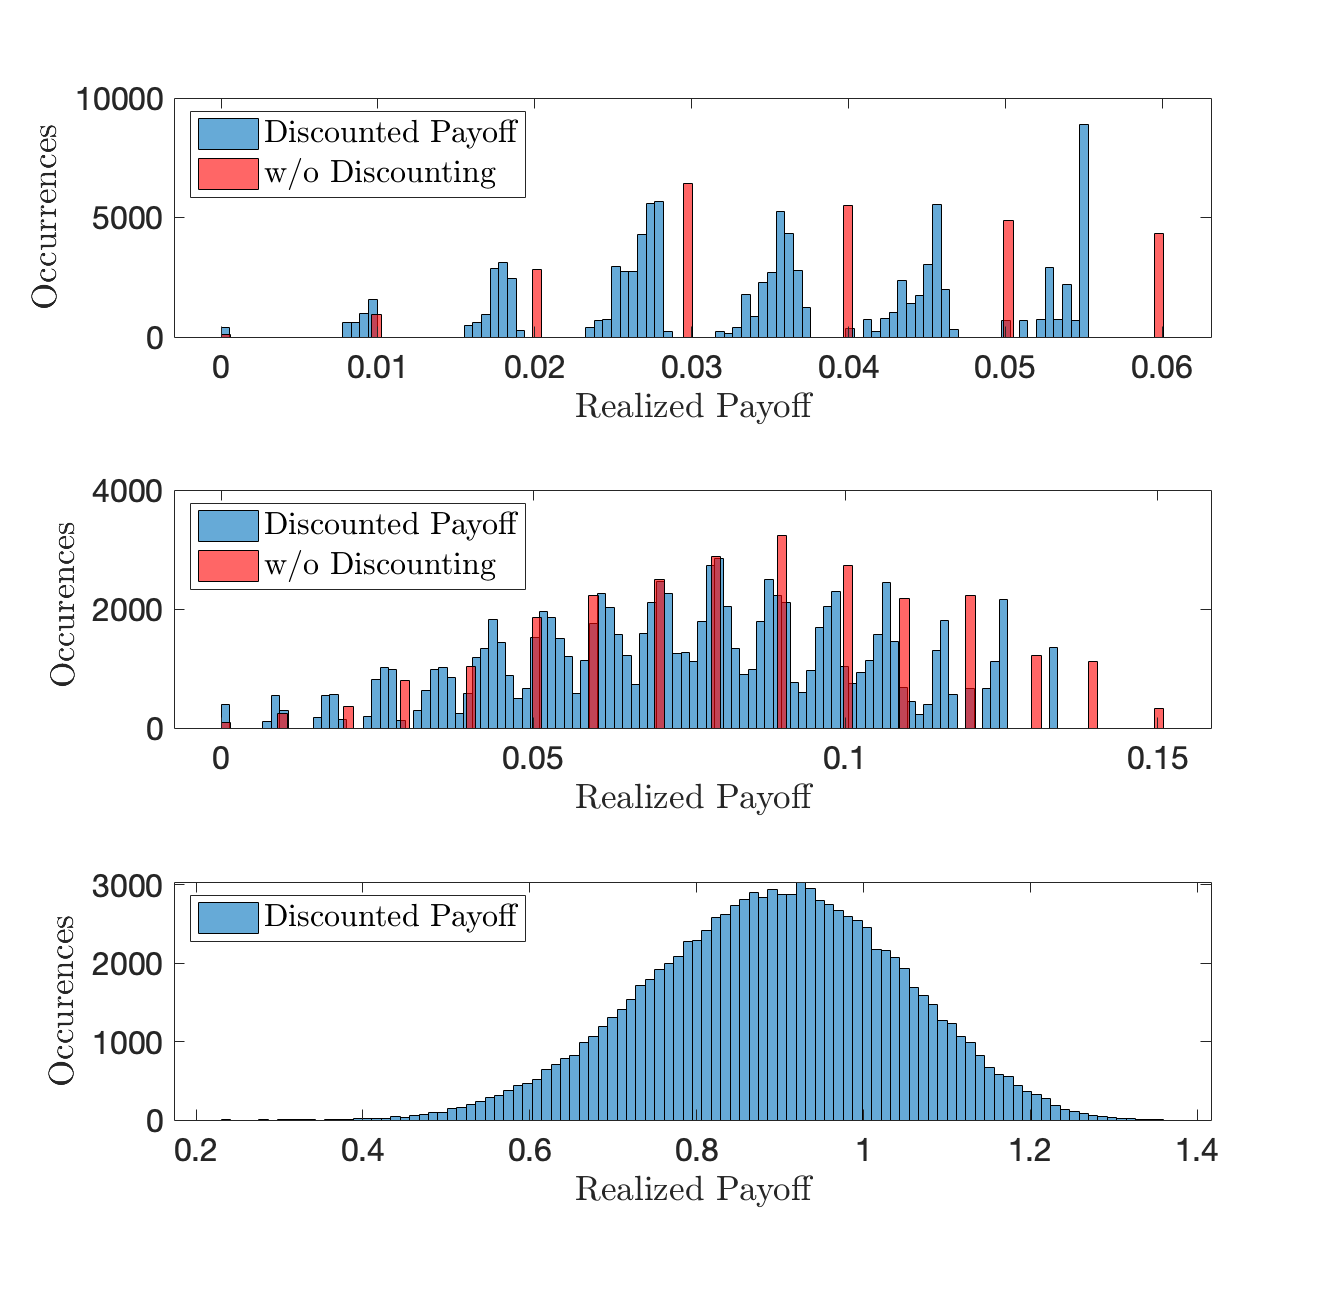 10000
5000
0
Occurrences
Discounted Payoff
w/o Discounting
0 0.01 0.02 0.03 0.04 0.05 0.06
Realized Payoff
4000
2000
0
Occurences
Discounted Payoff
w/o Discounting
0 0.05 0.1 0.15
Realized Payoff
3000
2000
1000
0
Occurences
Discounted Payoff
0.2 0.4 0.6 0.8 1 1.2 1.4
Realized Payoff